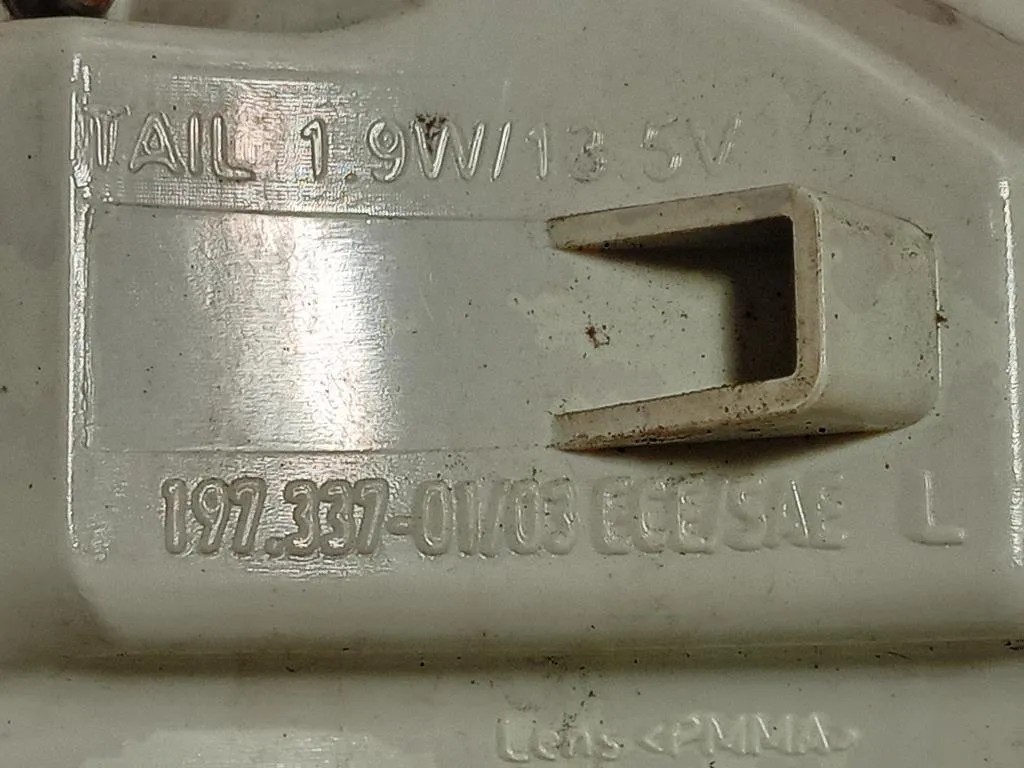 TAIL 1.9W/13.5V
197.337-01/03 ECE/SAE L
Lens <PMMA>